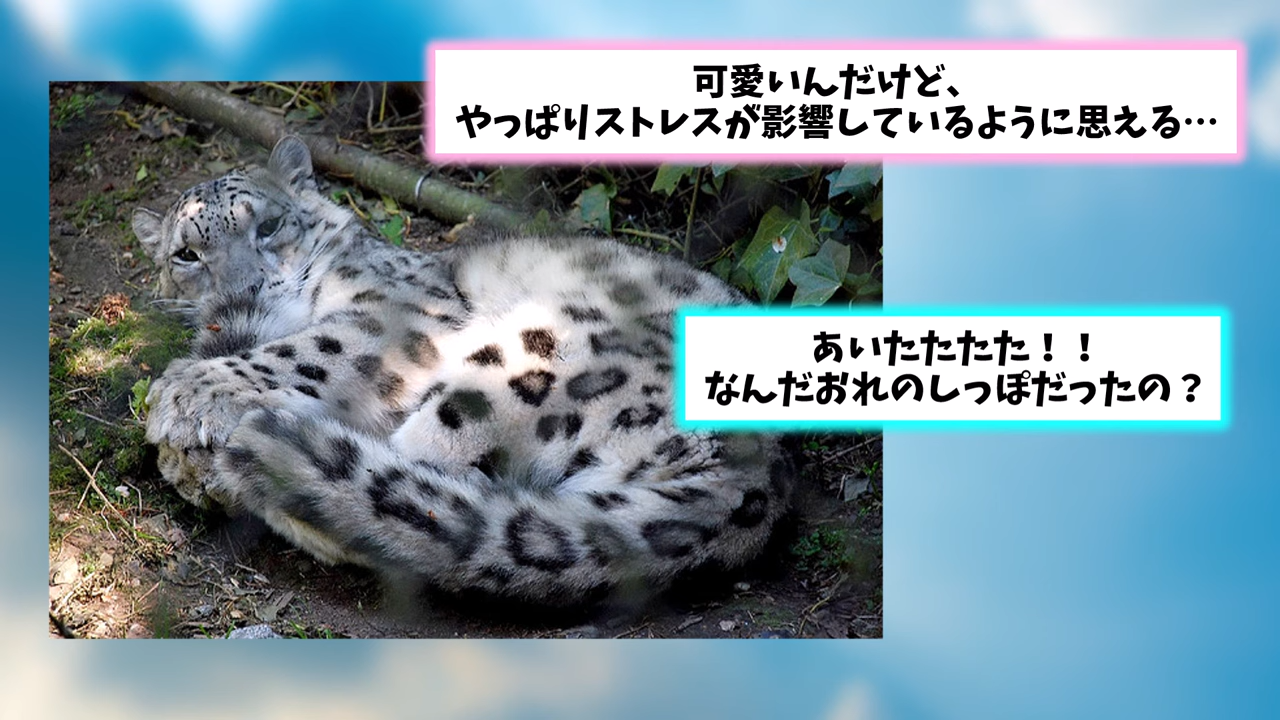 可愛いんだけど、
やっぱりストレスが影響しているように思える…
あいたたたた！！
なんだおれのしっぽだったの？